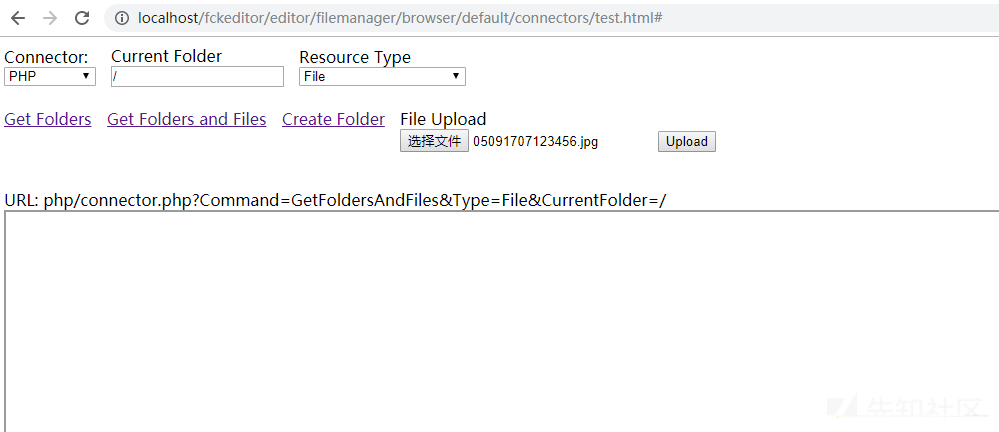 localhost/fckeditor/editor/filemanager/browser/default/connectors/test.html#
Connector: Current Folder Resource Type
PHP / File
Get Folders Get Folders and Files Create Folder File Upload
选择文件 05091707123456.jpg Upload
URL: php/connector.php?Command=GetFoldersAndFiles&Type=File&CurrentFolder=/
先知社区